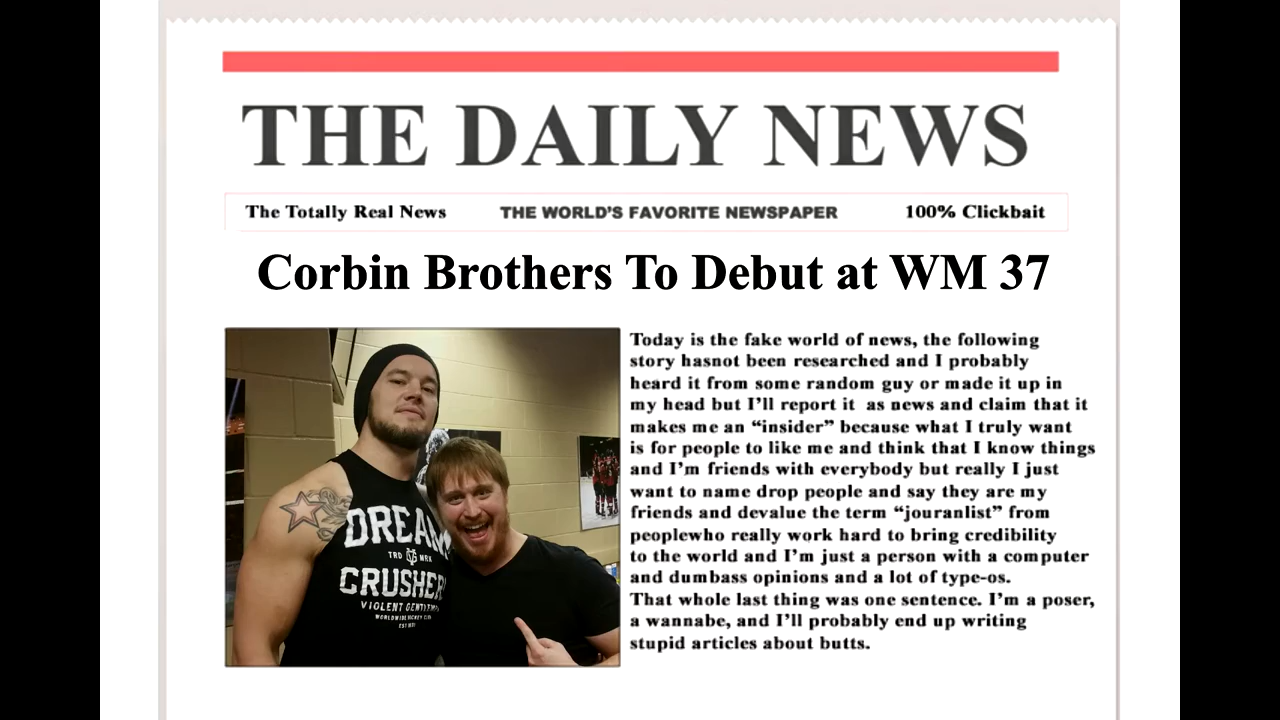 THE DAILY NEWS
The Totally Real News THE WORLD'S FAVORITE NEWSPAPER 100% Clickbait
Corbin Brothers To Debut at WM 37
Today is the fake world of news, the following
story hasnot been researched and I probably
heard it from some random guy or made it up in
my head but I'll report it as news and claim that it
makes me an “insider” because what I truly want
is for people to like me and think that I know things
and I'm friends with everybody but really I just
want to name drop people and say they are my
friends and devalue the term “jouranlist” from
peoplewho really work hard to bring credibility
to the world and I'm just a person with a computer
and dumbass opinions and a lot of type-os.
That whole last thing was one sentence. I'm a poser,
a wannabe, and I'll probably end up writing
stupid articles about butts.
DREAM
TRD MRK
CRUSHER
VIOLENT GENTLEMEN
WORLDWIDE HOCKEY CLUB